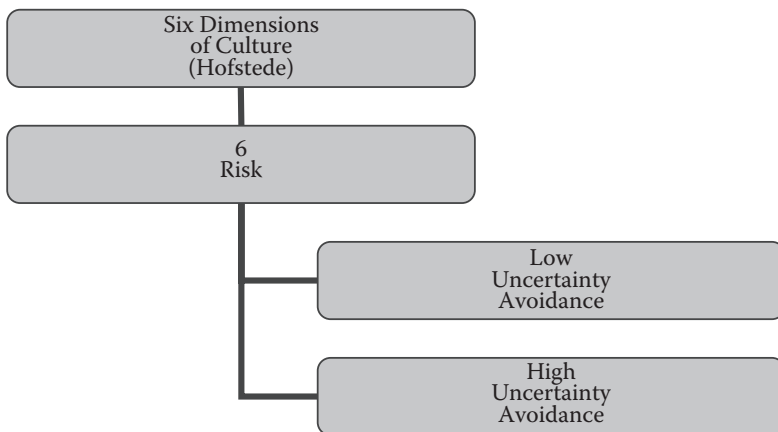 Six Dimensions
of Culture
(Hofstede)
6
Risk
Low
Uncertainty
Avoidance
High
Uncertainty
Avoidance